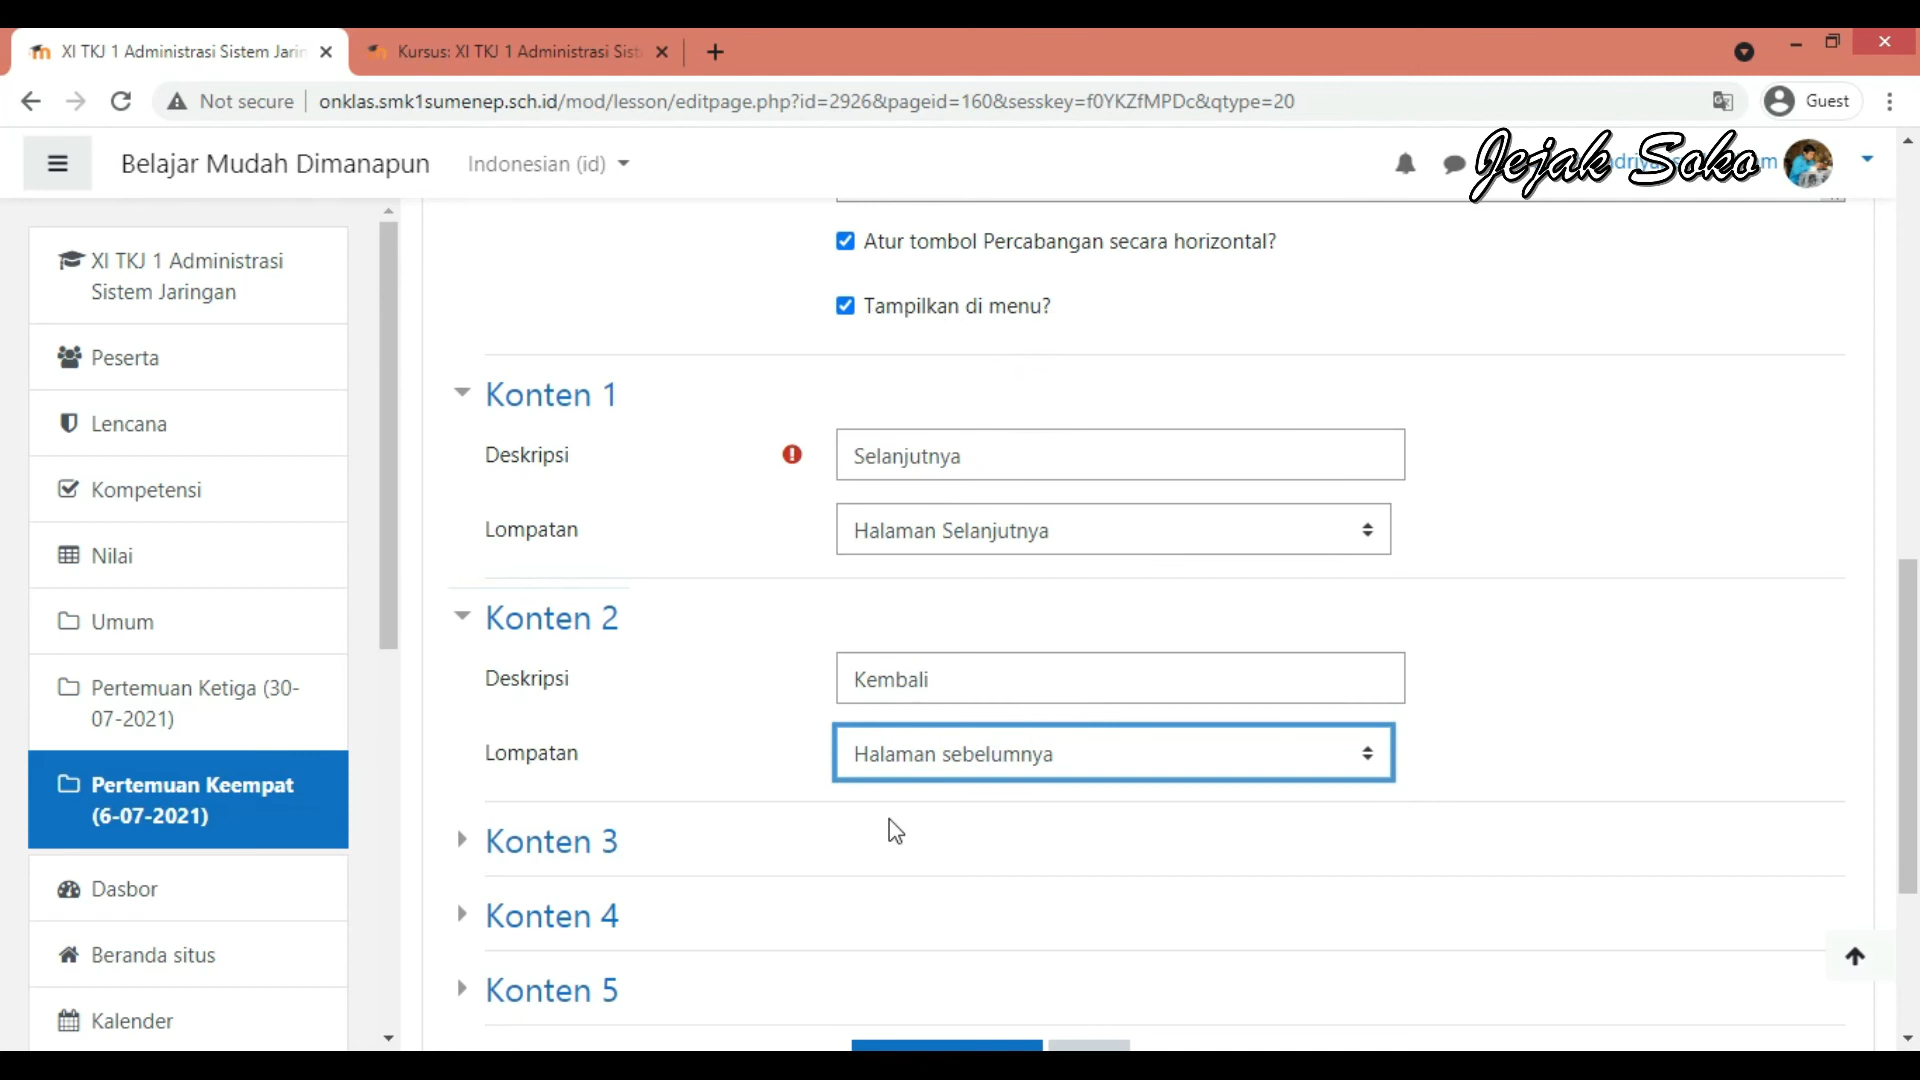 XI TKJ 1 Administrasi Sistem Jarin
Kursus: XI TKJ 1 Administrasi Sist
Not secure
onklas.smk1sumenep.sch.id/mod/lesson/editpage.php?id=2926&pageid=160&sesskey=f0YKZfMPDc&qtype=20
Guest
Belajar Mudah Dimanapun
Indonesian (id)
Jejak Soko
XI TKJ 1 Administrasi
Sistem Jaringan
Peserta
Lencana
Kompetensi
Nilai
Umum
Pertemuan Ketiga (30-
07-2021)
Pertemuan Keempat
(6-07-2021)
Dasbor
Beranda situs
Kalender
Atur tombol Percabangan secara horizontal?
Tampilkan di menu?
Konten 1
Deskripsi
Selanjutnya
Lompatan
Halaman Selanjutnya
Konten 2
Deskripsi
Kembali
Lompatan
Halaman sebelumnya
Konten 3
Konten 4
Konten 5